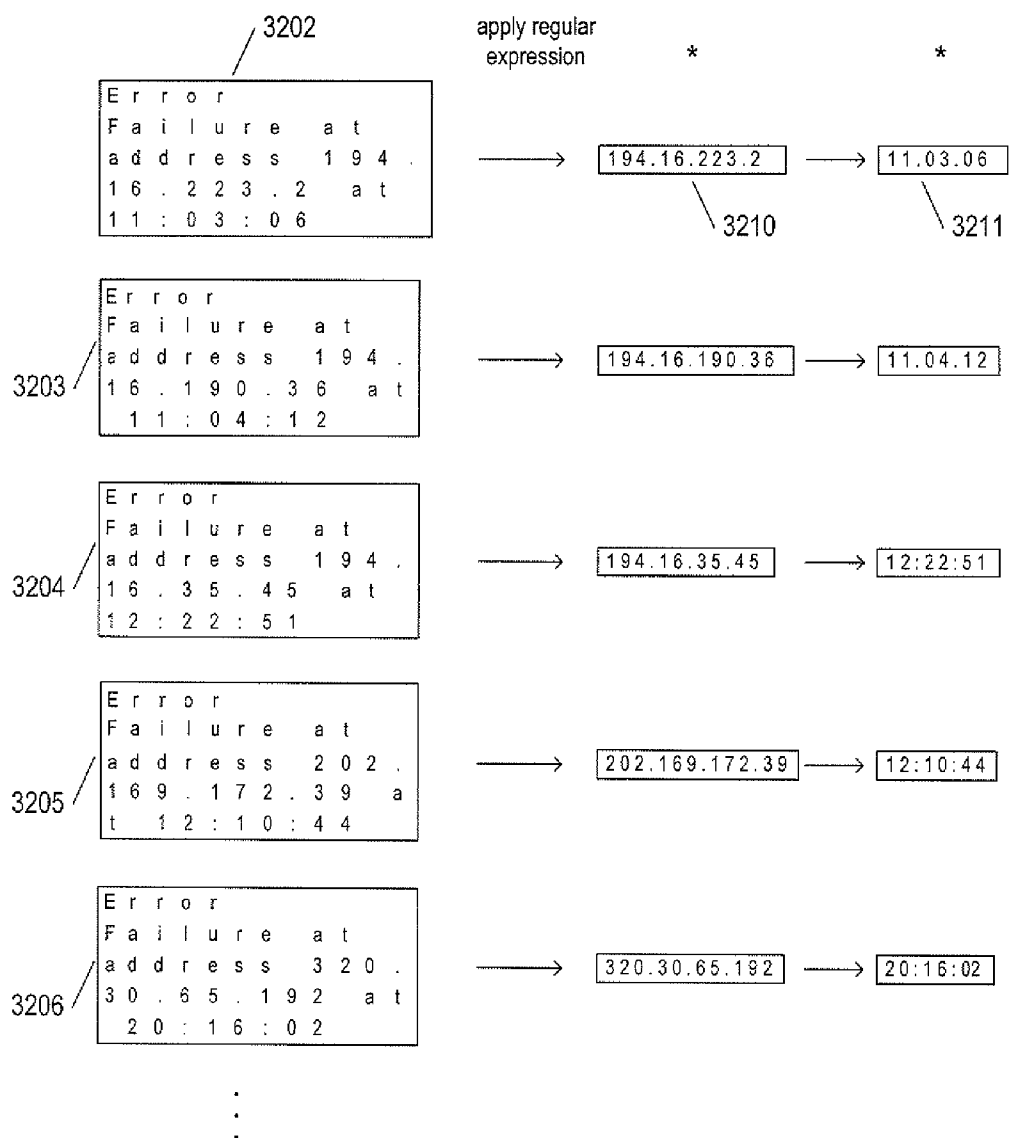 3202
apply regular
expression
*
*
Error
Failure at
address 194.
16.223.2 at
11:03:06
194.16.223.2
11.03.06
3210
3211
3203
Error
Failure at
address 194.
16.190.36 at
11:04:12
194.16.190.36
11.04.12
3204
Error
Failure at
address 194.
16.35.45 at
12:22:51
194.16.35.45
12:22:51
3205
Error
Failure at
address 202.
169.172.39 a
t 12:10:44
202.169.172.39
12:10:44
3206
Error
Failure at
address 320.
30.65.192 at
20:16:02
320.30.65.192
20:16:02